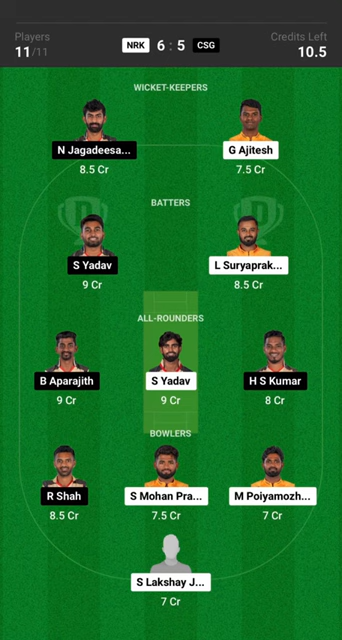 Players
Credits Left
11/11
NRK 6 : 5 CSG
10.5
WICKET-KEEPERS
N Jagadeesa... G Ajitesh
8.5 Cr 7.5 Cr
BATTERS
S Yadav L Suryaprak...
9 Cr 8.5 Cr
ALL-ROUNDERS
B Aparajith S Yadav H S Kumar
9 Cr 9 Cr 8 Cr
BOWLERS
R Shah S Mohan Pra... M Poiyamozh...
8.5 Cr 7.5 Cr 7 Cr
S Lakshay J...
7 Cr